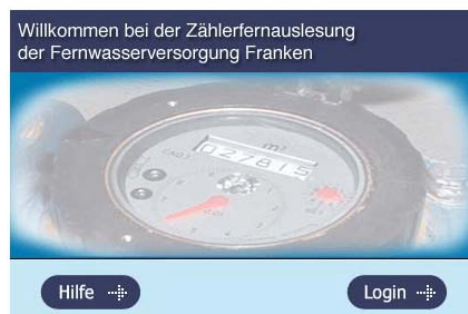 Willkommen bei der Zählerfernauslesung
der Fernwasserversorgung Franken
m³
027815
Hilfe
Login